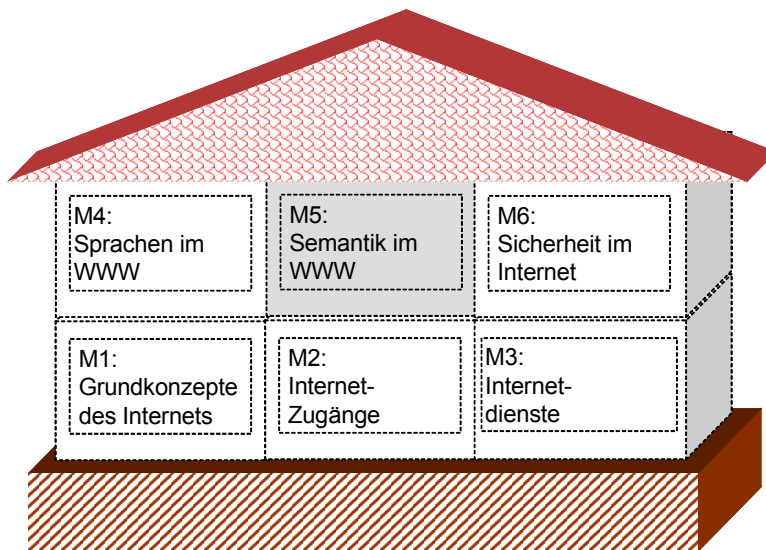 M4:
Sprachen im
WWW
M5:
Semantik im
WWW
M6:
Sicherheit im
Internet
M1:
Grundkonzepte
des Internets
M2:
Internet-
Zugänge
M3:
Internet-
dienste